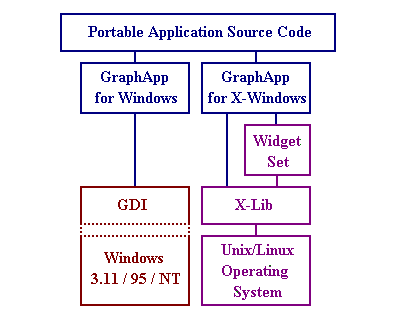 Portable Application Source Code
GraphApp
for Windows
GraphApp
for X-Windows
Widget
Set
GDI
X-Lib
Windows
3.11 / 95 / NT
Unix/Linux
Operating
System